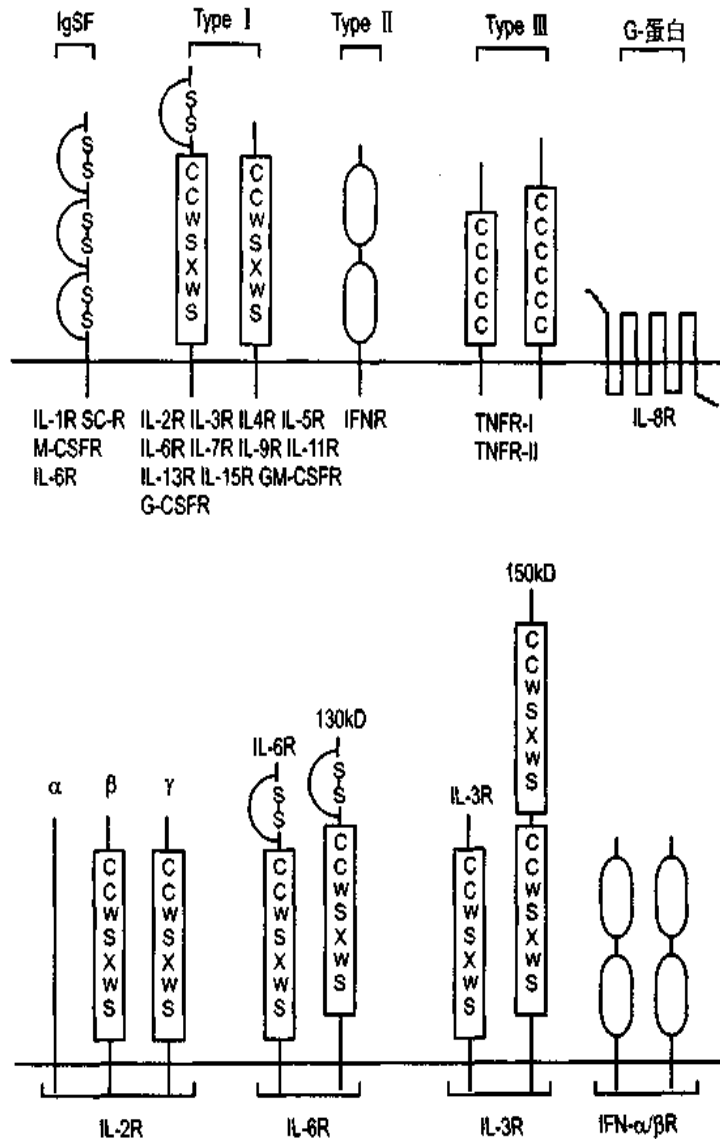 IgSF Type I Type II Type III G-蛋白
S S
S S S S S S
C C W S X W S
C C W S X W S
C C C C C
C C C C C C
IL-1R SC-R
M-CSFR
IL-6R
IL-2R IL-3R IL4R IL-5R
IL-6R IL-7R IL-9R IL-11R
IL-13R IL-15R GM-CSFR
G-CSFR
IFNR
TNFR-I
TNFR-II
IL-8R
α β γ
C C W S X W S
C C W S X W S
IL-6R
S S
C C W S X W S
130kD
S S
C C W S X W S
IL-3R
C C W S X W S
150kD
C C W S X W S
C C W S X W S
IL-2R IL-6R IL-3R IFN-α/βR